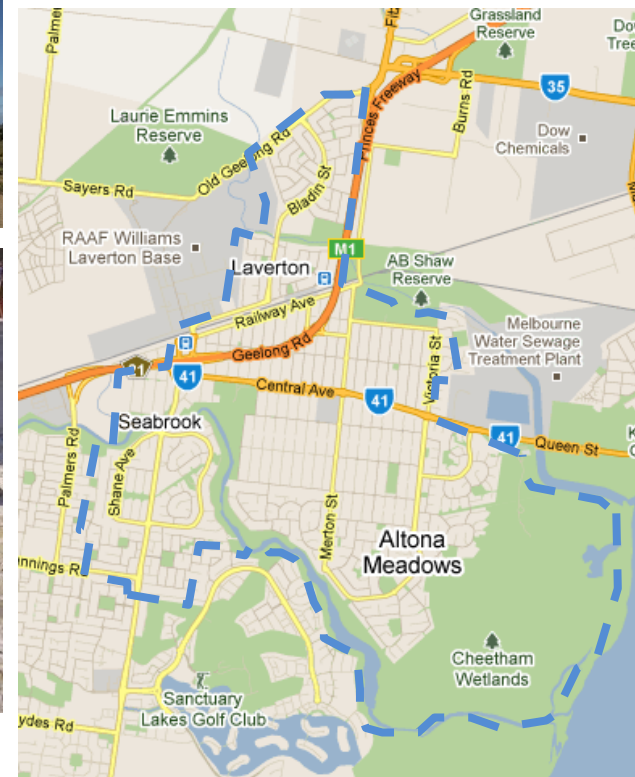 Grassland
Reserve
Palmer
35
Princes Freeway
Burns Rd
Laurie Emmins
Reserve
Dow
Chemicals
Old Geelong Rd
Sayers Rd
Bladin St
RAAF Williams
Laverton Base
M1
Laverton
AB Shaw
Reserve
Railway Ave
Melbourne
Water Sewage
Treatment Plant
Geelong Rd
Victoria St
41
Central Ave
41
Seabrook
41
Queen St
Palmers Rd
Shane Ave
Merton St
Altona
Meadows
nnings R
Cheetham
Wetlands
Sanctuary
Lakes Golf Club
ydes Rd